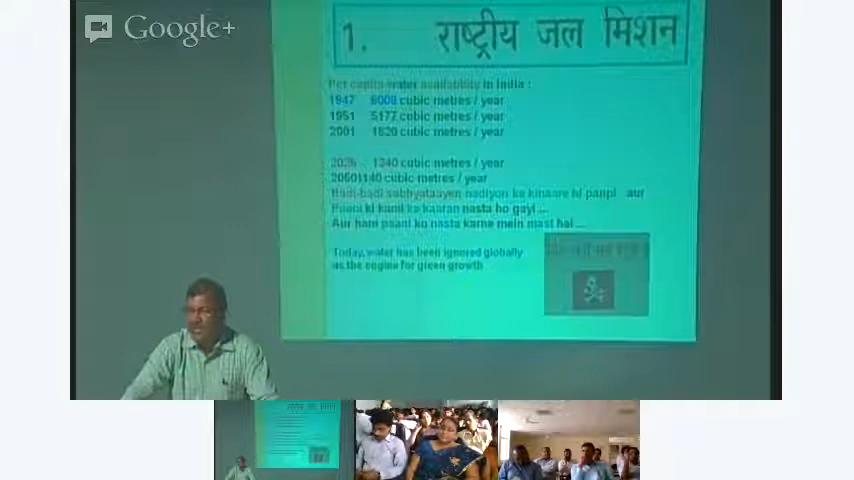 Google+
1. राष्ट्रीय जल मिशन
Per capita water availability in India :
1947 6008 cubic metres / year
1951 5177 cubic metres / year
2001 1820 cubic metres / year
2025 1340 cubic metres / year
20501140 cubic metres / year
Badi-badi sabhyataayen nadiyon ke kinaare hi panpi aur
Paani ki kami ke kaaran nasta ho gayi ...
Aur ham paani ko nasta karne mein mast hai ...
Today, water has been ignored globally
as the engine for green growth